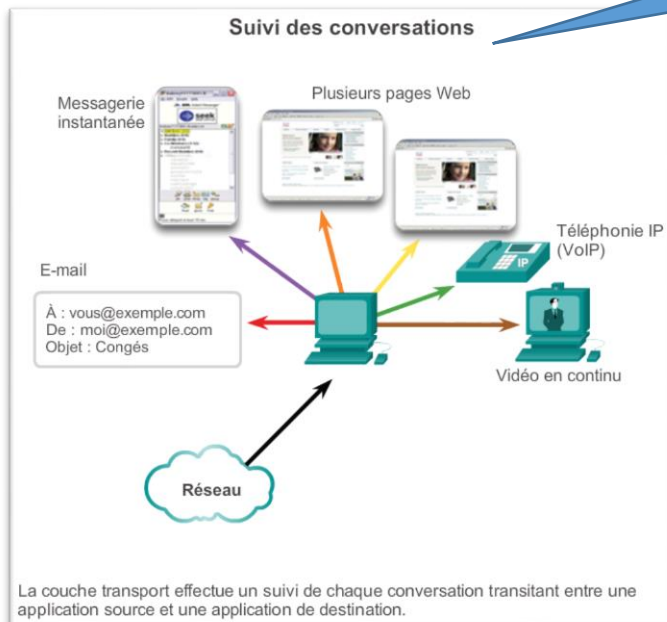 Suivi des conversations
Messagerie
instantanée
Plusieurs pages Web
seek
Téléphonie IP
(VoIP)
IP
E-mail
À : vous@exemple.com
De : moi@exemple.com
Objet : Congés
Vidéo en continu
Réseau
La couche transport effectue un suivi de chaque conversation transitant entre une
application source et une application de destination.